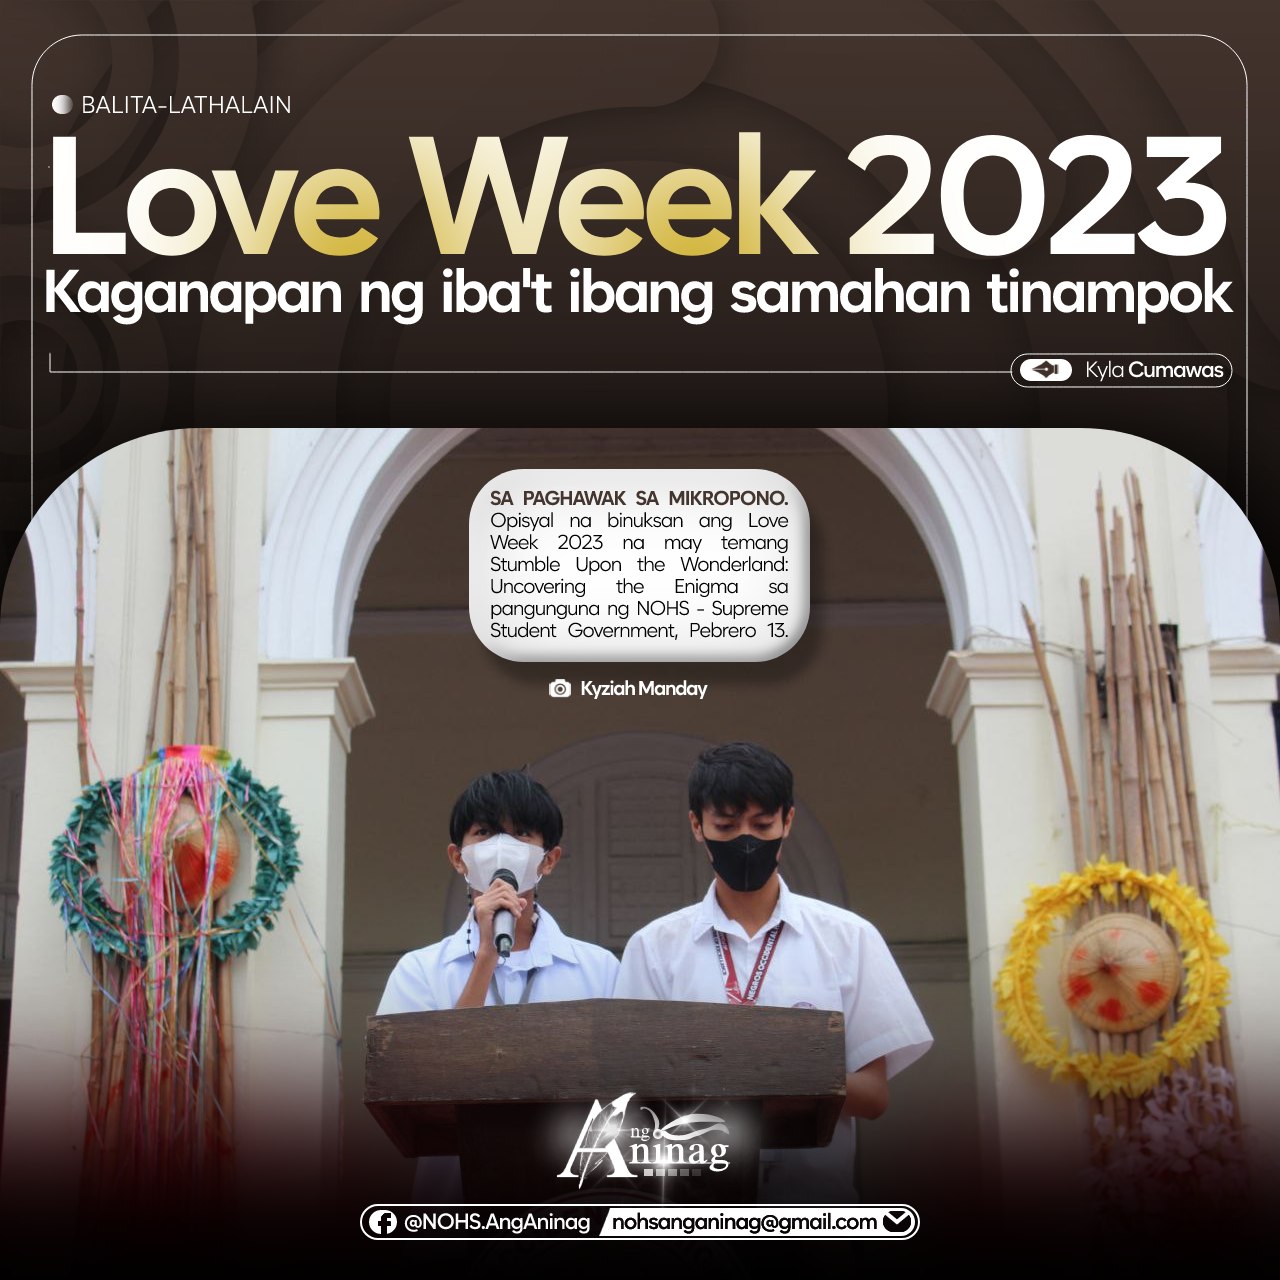 BALITA-LATHALAIN
Love Week 2023
Kaganapan ng iba't ibang samahan tinampok
Kyla Cumawas
SA PAGHAWAK SA MIKROPONO.
Opisyal na binuksan ang Love
Week 2023 na may temang
Stumble Upon the Wonderland:
Uncovering the Enigma sa
pangunguna ng NOHS - Supreme
Student Government, Pebrero 13.
Kyziah Manday
NEGROS OCCIDENTAL
Ang Aninag
@NOHS.AngAninag nohsanganinag@gmail.com